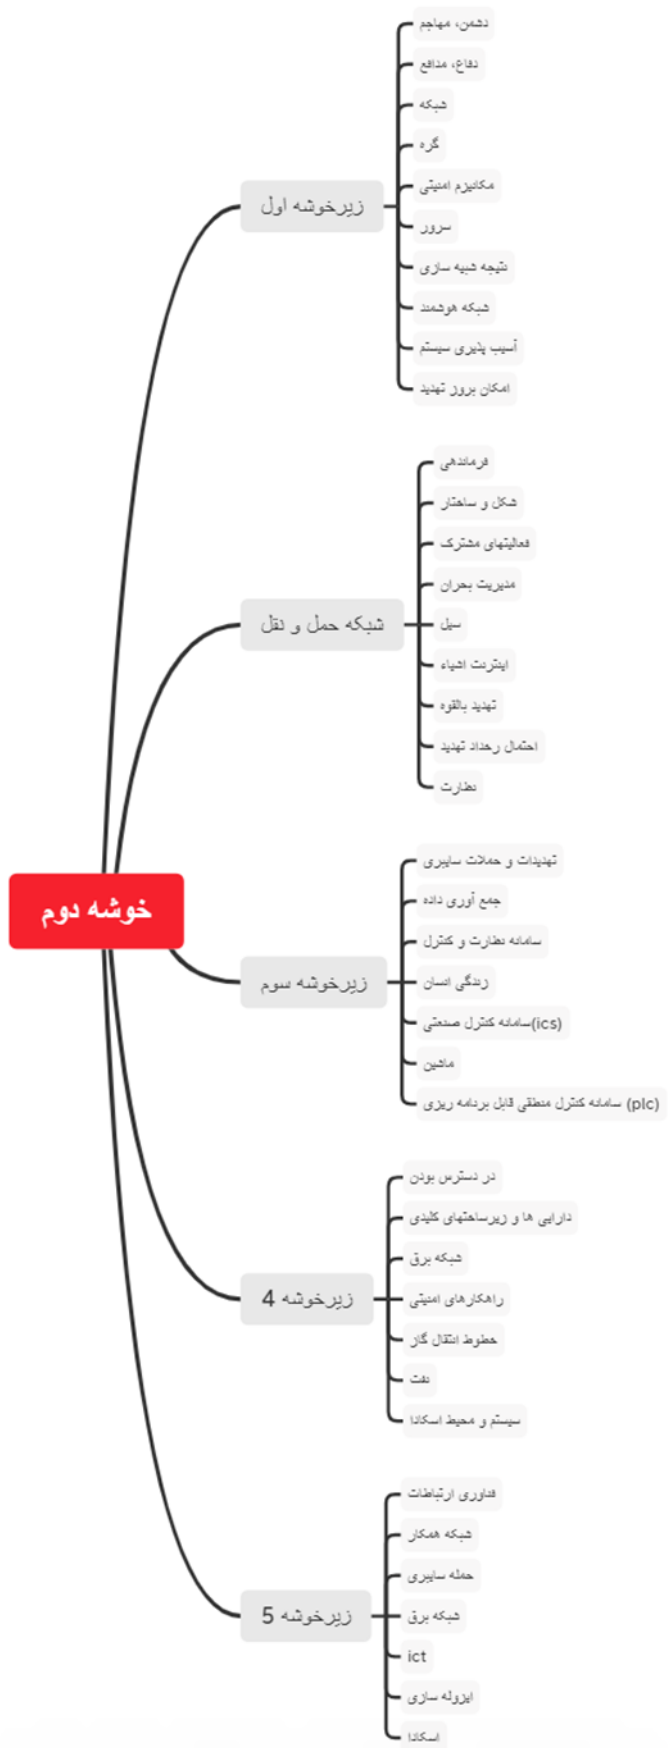 خوشه دوم
زیرخوشه اول
دشمن، مهاجم
دفاع، مدافع
شبکه
گره
مکانیزم امنیتی
سرور
نتیجه شبیه سازی
شبکه هوشمند
آسیب پذیری سیستم
امکان بروز تهدید
شبکه حمل و نقل
فرماندهی
شکل و ساختار
فعالیتهای مشترک
مدیریت بحران
سیل
اینترنت اشیاء
تهدید بالقوه
احتمال رخداد تهدید
نظارت
زیرخوشه سوم
تهدیدات و حملات سایبری
جمع آوری داده
سامانه نظارت و کنترل
زندگی انسان
سامانه کنترل صنعتی(ics)
ماشین
سامانه کنترل منطقی قابل برنامه ریزی (plc)
زیرخوشه 4
در دسترس بودن
دارایی ها و زیرساختهای کلیدی
شبکه برق
راهکارهای امنیتی
خطوط انتقال گاز
نفت
سیستم و محیط اسکادا
زیرخوشه 5
فناوری ارتباطات
شبکه همکار
حمله سایبری
شبکه برق
ict
ایزوله سازی
اسکادا